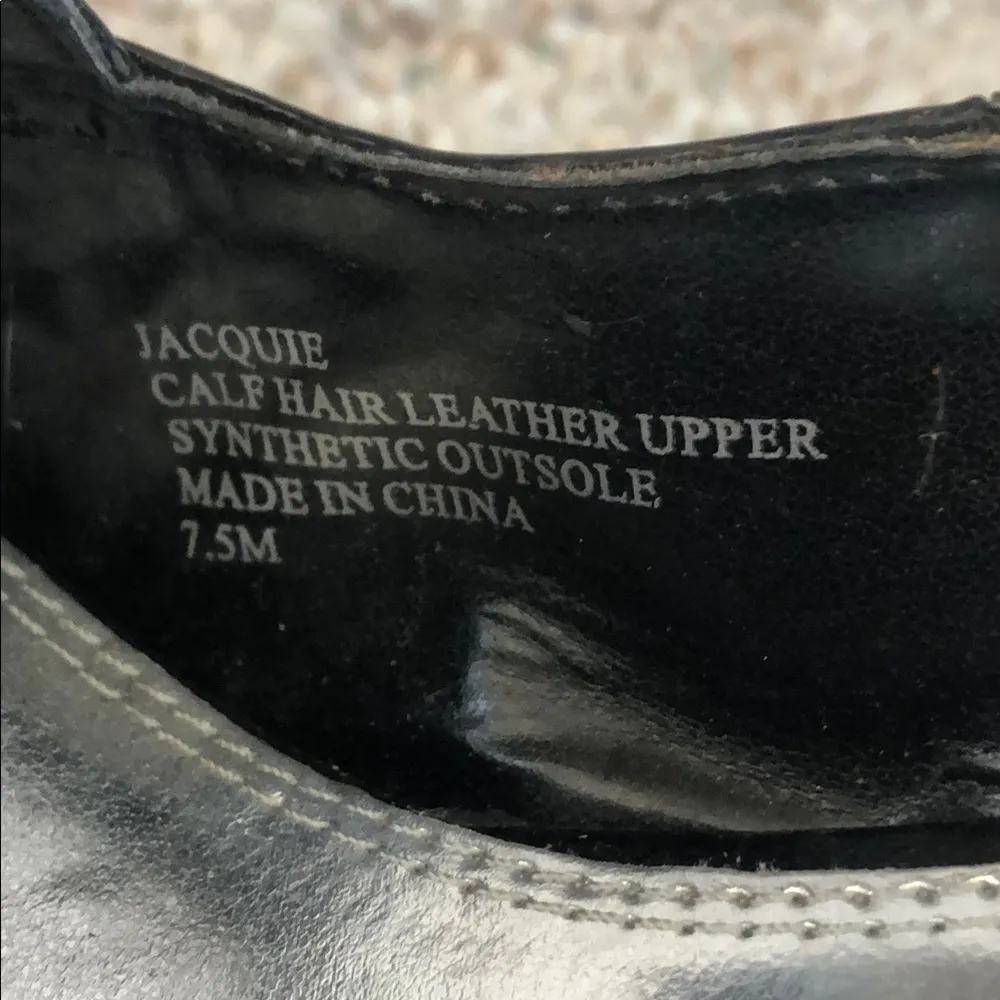 JACQUIE
CALF HAIR LEATHER UPPER
SYNTHETIC OUTSOLE
MADE IN CHINA
7.5M